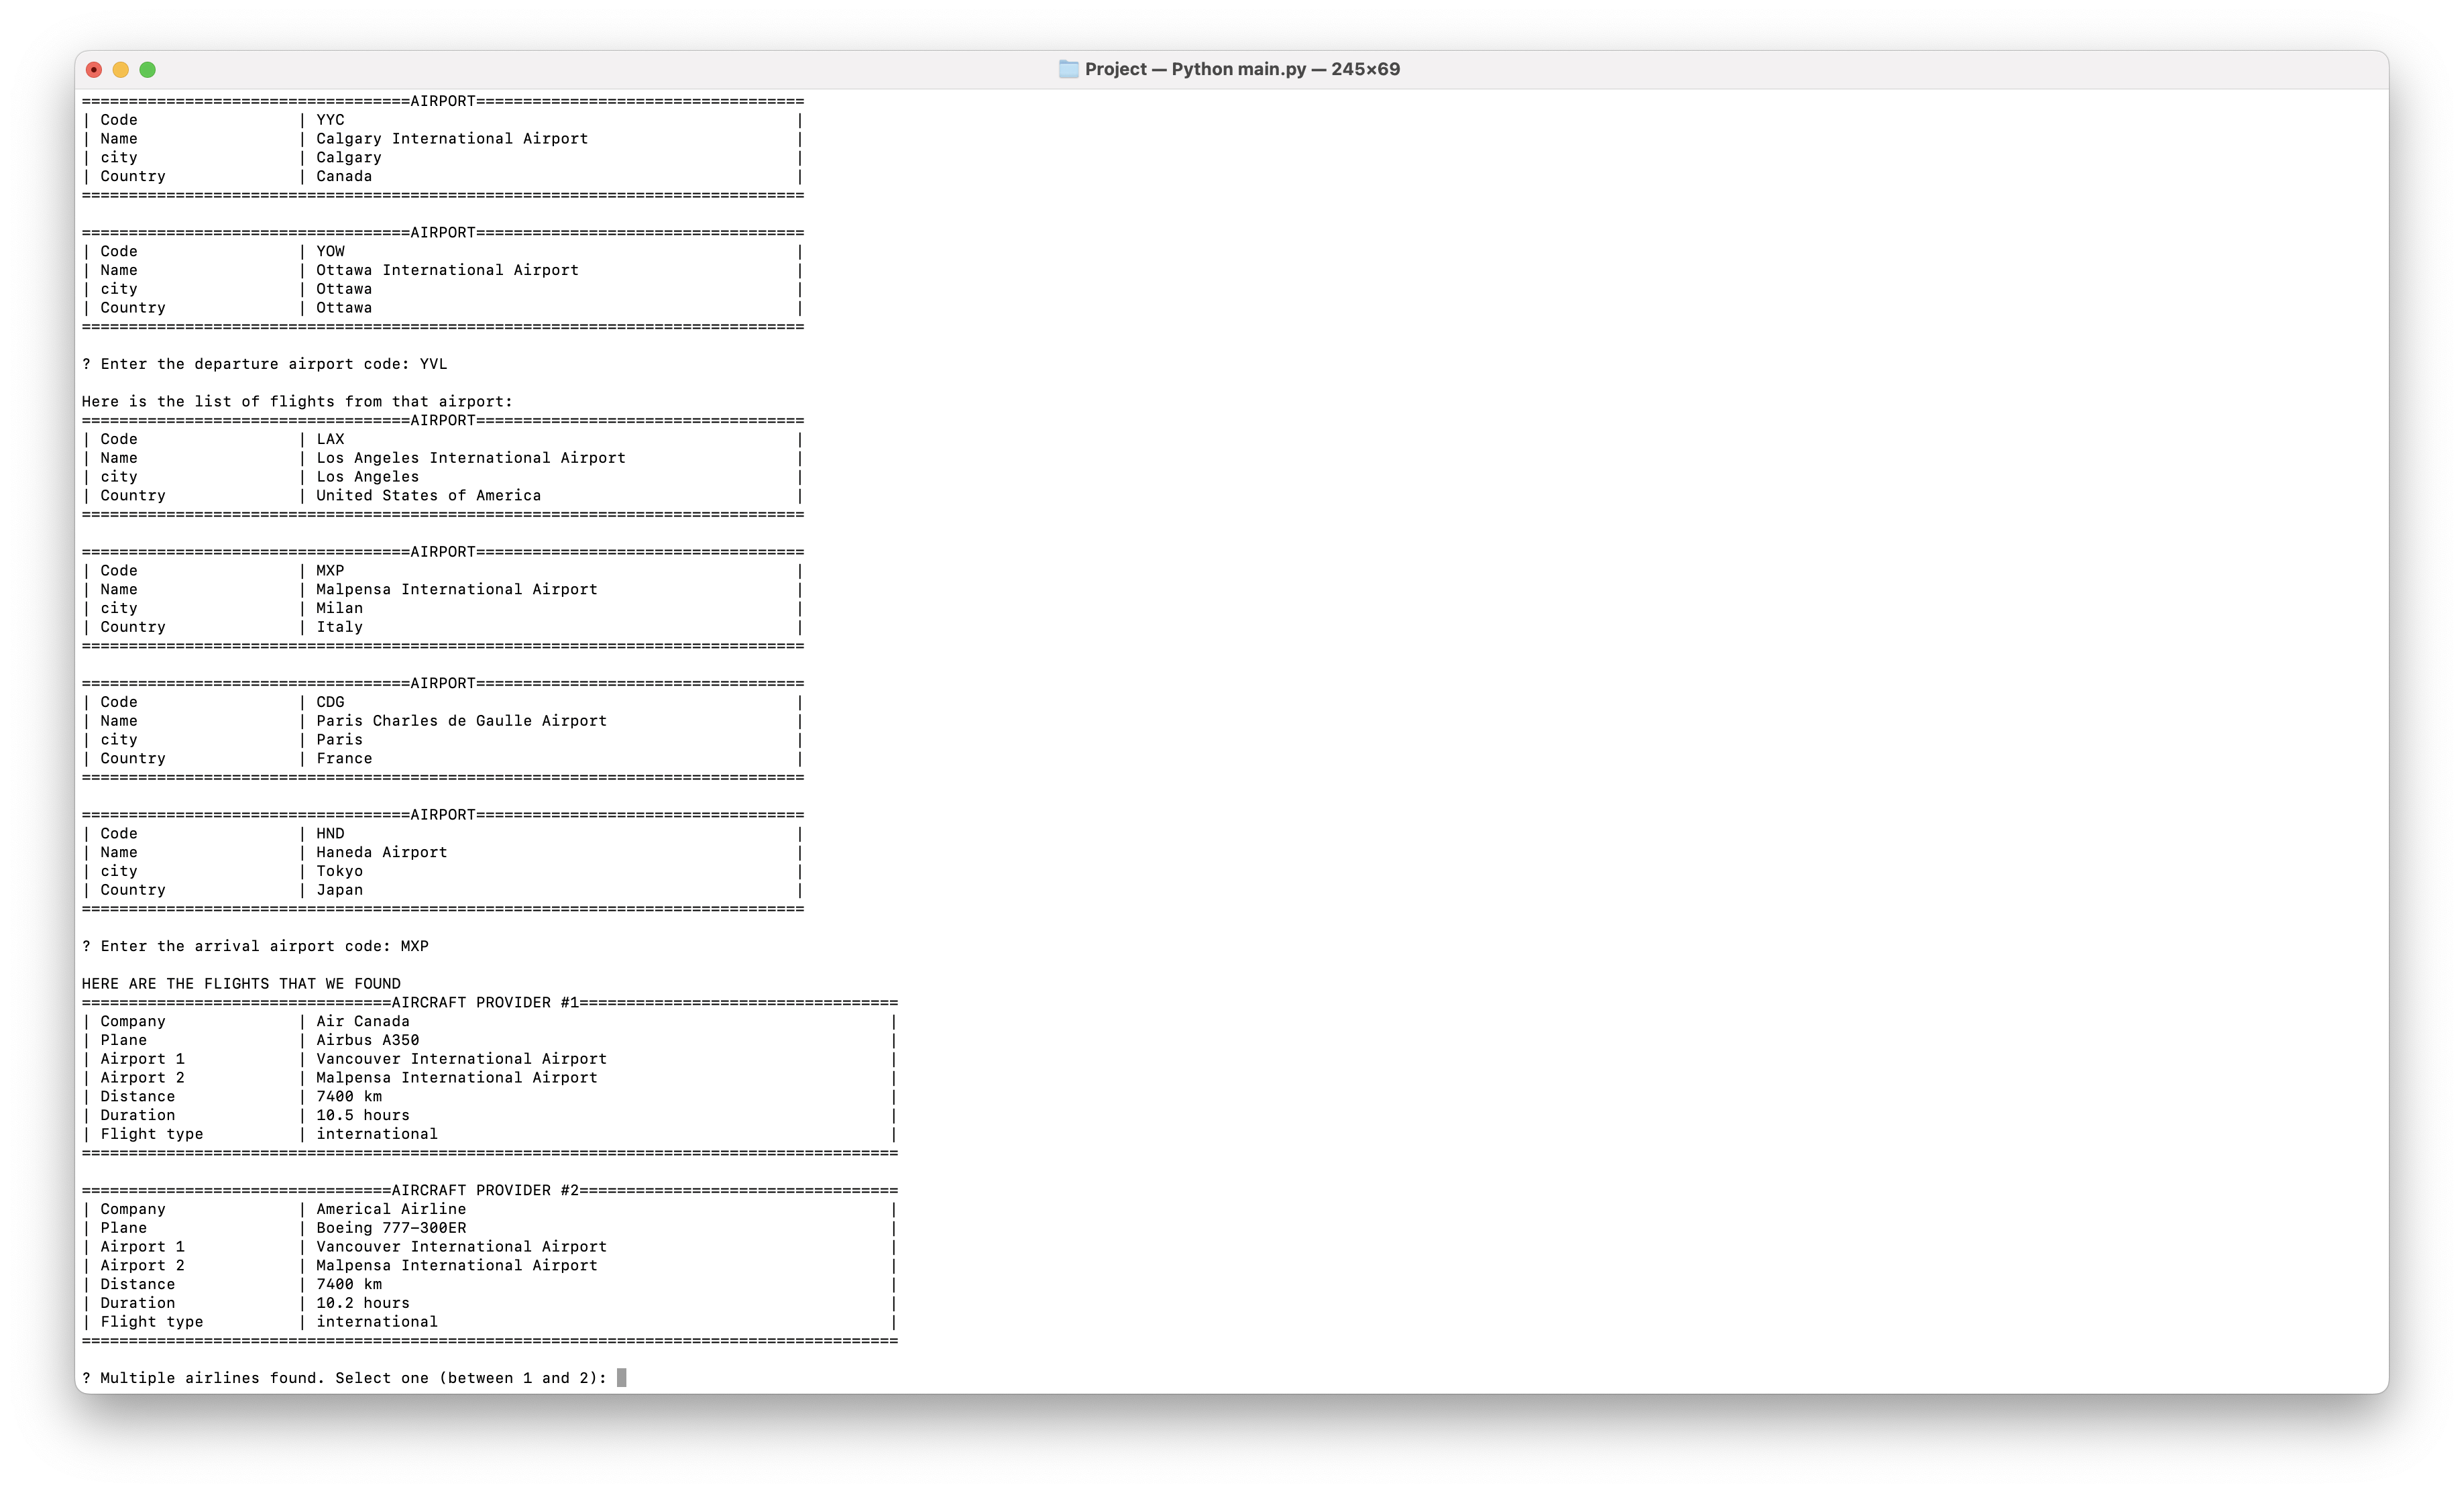 Project — Python main.py — 245×69
===================================AIRPORT===================================
| Code                 | YYC                                                |
| Name                 | Calgary International Airport                      |
| city                 | Calgary                                            |
| Country              | Canada                                             |
=============================================================================
===================================AIRPORT===================================
| Code                 | YOW                                                |
| Name                 | Ottawa International Airport                       |
| city                 | Ottawa                                             |
| Country              | Ottawa                                             |
=============================================================================
? Enter the departure airport code: YVL
Here is the list of flights from that airport:
===================================AIRPORT===================================
| Code                 | LAX                                                |
| Name                 | Los Angeles International Airport                  |
| city                 | Los Angeles                                        |
| Country              | United States of America                           |
=============================================================================
===================================AIRPORT===================================
| Code                 | MXP                                                |
| Name                 | Malpensa International Airport                     |
| city                 | Milan                                              |
| Country              | Italy                                              |
=============================================================================
===================================AIRPORT===================================
| Code                 | CDG                                                |
| Name                 | Paris Charles de Gaulle Airport                    |
| city                 | Paris                                              |
| Country              | France                                             |
=============================================================================
===================================AIRPORT===================================
| Code                 | HND                                                |
| Name                 | Haneda Airport                                     |
| city                 | Tokyo                                              |
| Country              | Japan                                              |
=============================================================================
? Enter the arrival airport code: MXP
HERE ARE THE FLIGHTS THAT WE FOUND
=================================AIRCRAFT PROVIDER #1==================================
| Company              | Air Canada                                                   |
| Plane                | Airbus A350                                                  |
| Airport 1            | Vancouver International Airport                              |
| Airport 2            | Malpensa International Airport                               |
| Distance             | 7400 km                                                      |
| Duration             | 10.5 hours                                                   |
| Flight type          | international                                                |
=======================================================================================
=================================AIRCRAFT PROVIDER #2==================================
| Company              | Americal Airline                                             |
| Plane                | Boeing 777-300ER                                             |
| Airport 1            | Vancouver International Airport                              |
| Airport 2            | Malpensa International Airport                               |
| Distance             | 7400 km                                                      |
| Duration             | 10.2 hours                                                   |
| Flight type          | international                                                |
=======================================================================================
? Multiple airlines found. Select one (between 1 and 2):